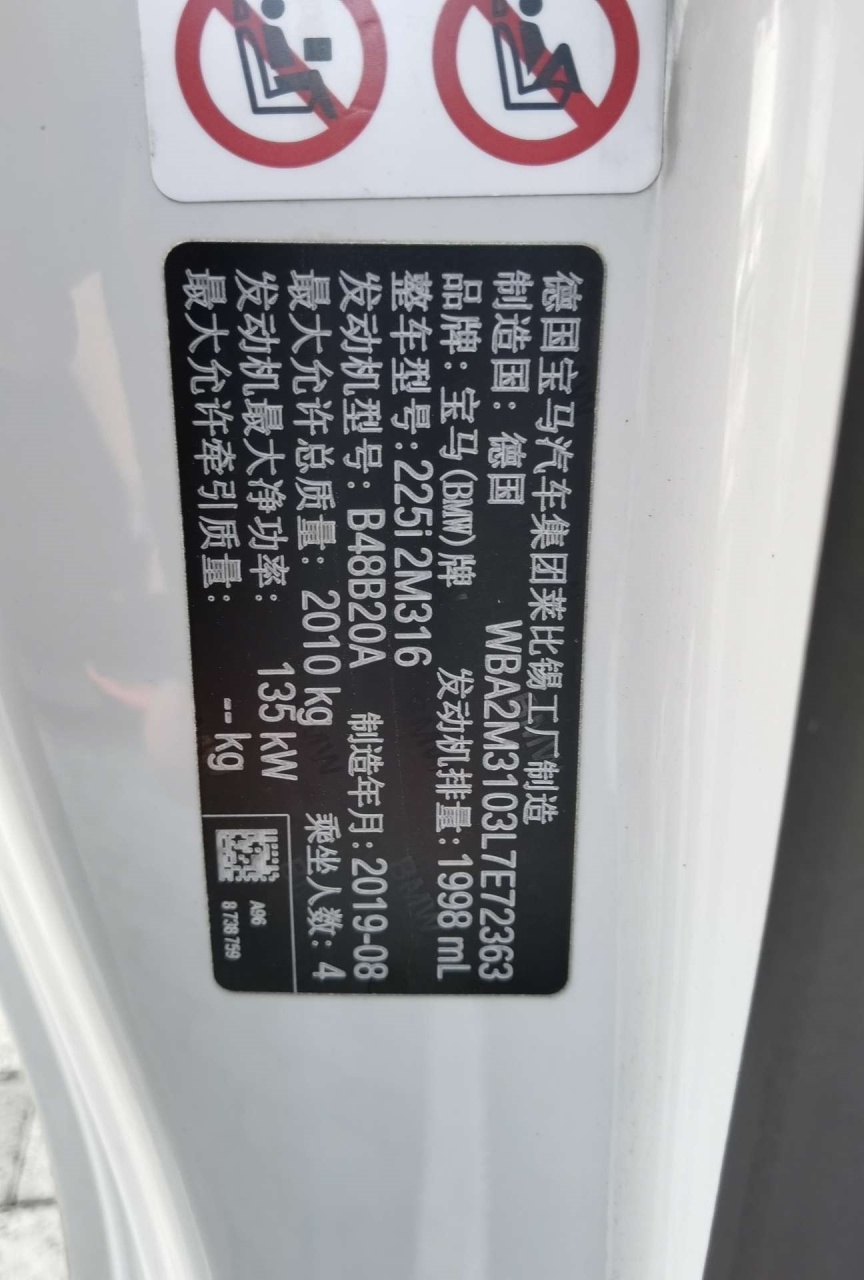 德国宝马汽车集团莱比锡工厂制造
制造国：德国 WBA2M3103L7E72363
品牌：宝马(BMW)牌 发动机排量：1998 mL
整车型号：225i 2M316
发动机型号：B48B20A 制造年月：2019-08
最大允许总质量：2010 kg 乘坐人数：4
发动机最大净功率：135 kW
最大允许牵引质量：-- kg
A96
8 738 759